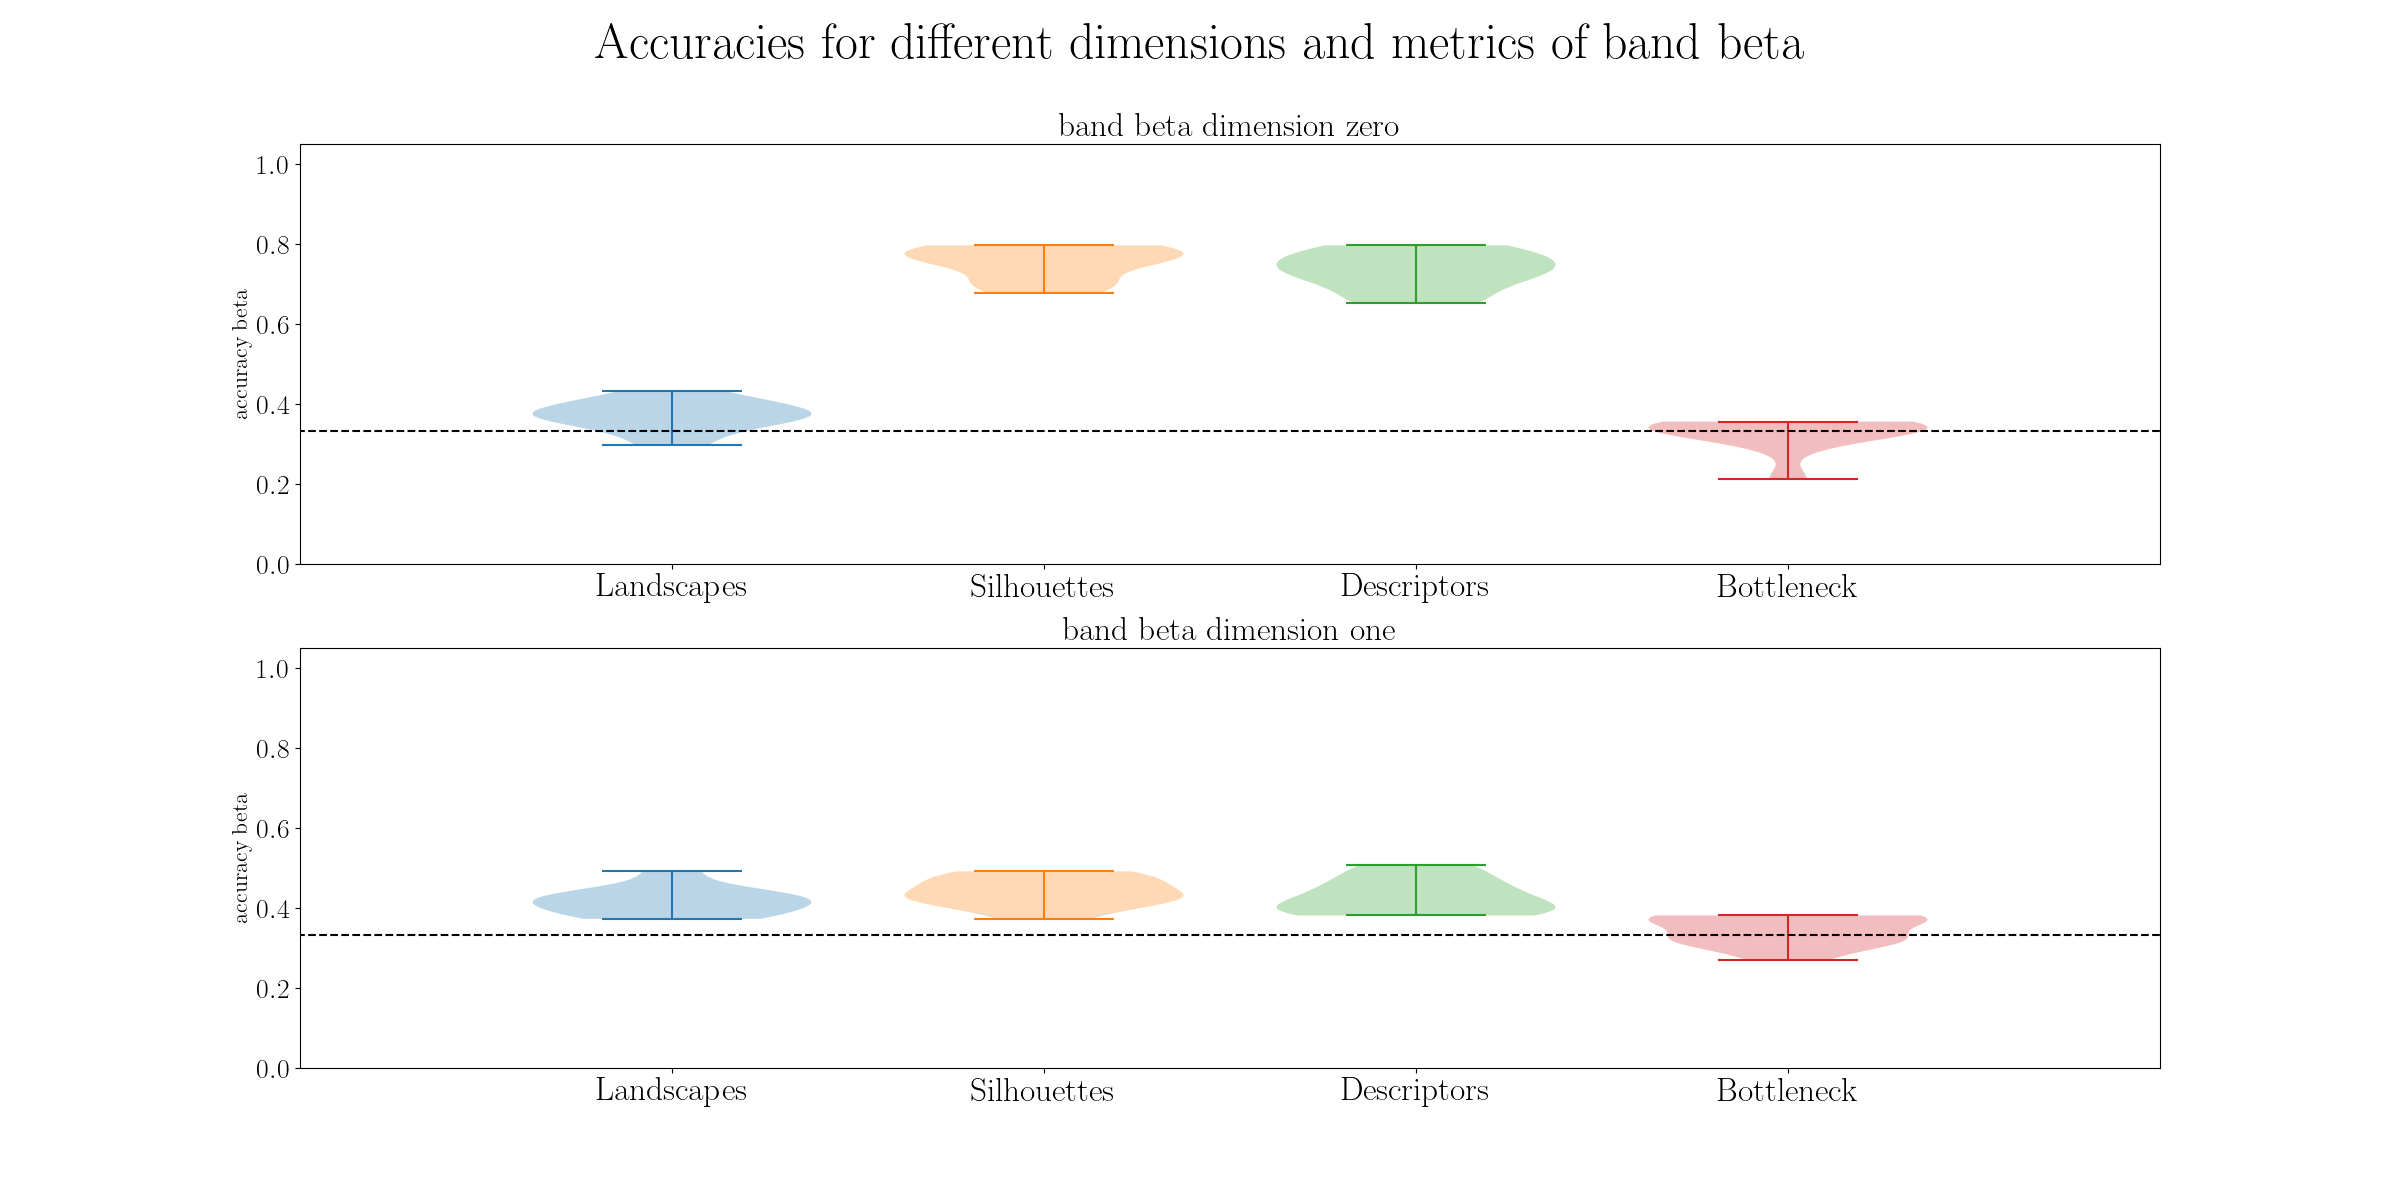 Accuracies for different dimensions and metrics of band beta
band beta dimension zero
accuracy beta
1.0
0.8
0.6
0.4
0.2
0.0
Landscapes Silhouettes Descriptors Bottleneck
band beta dimension one
accuracy beta
1.0
0.8
0.6
0.4
0.2
0.0
Landscapes Silhouettes Descriptors Bottleneck